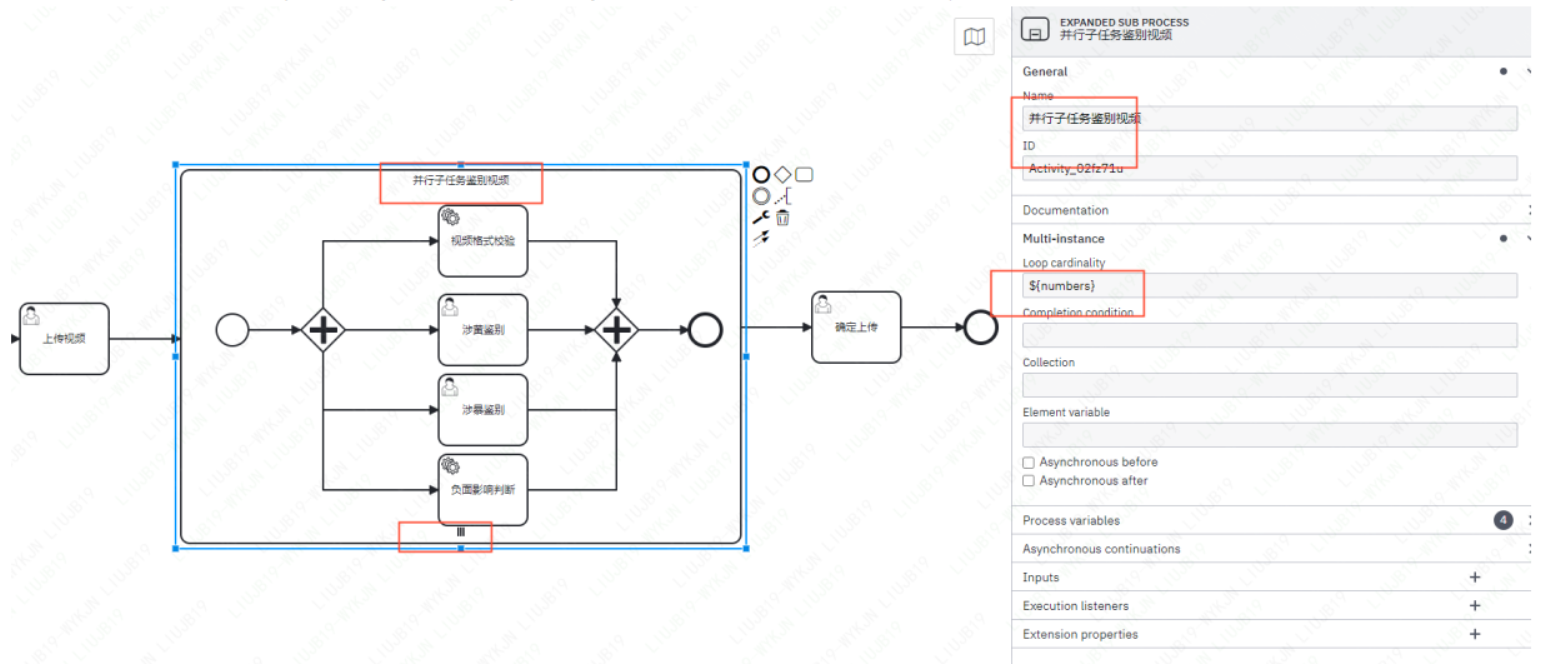 并行子任务鉴别视频
视频格式校验
上传视频
涉黄鉴别
确定上传
涉暴鉴别
负面影响判断
EXPANDED SUB PROCESS
并行子任务鉴别视频
General
Name
并行子任务鉴别视频
ID
Activity_02fz71u
Documentation
Multi-instance
Loop cardinality
${numbers}
Completion condition
Collection
Element variable
Asynchronous before
Asynchronous after
Process variables 4
Asynchronous continuations
Inputs
Execution listeners
Extension properties